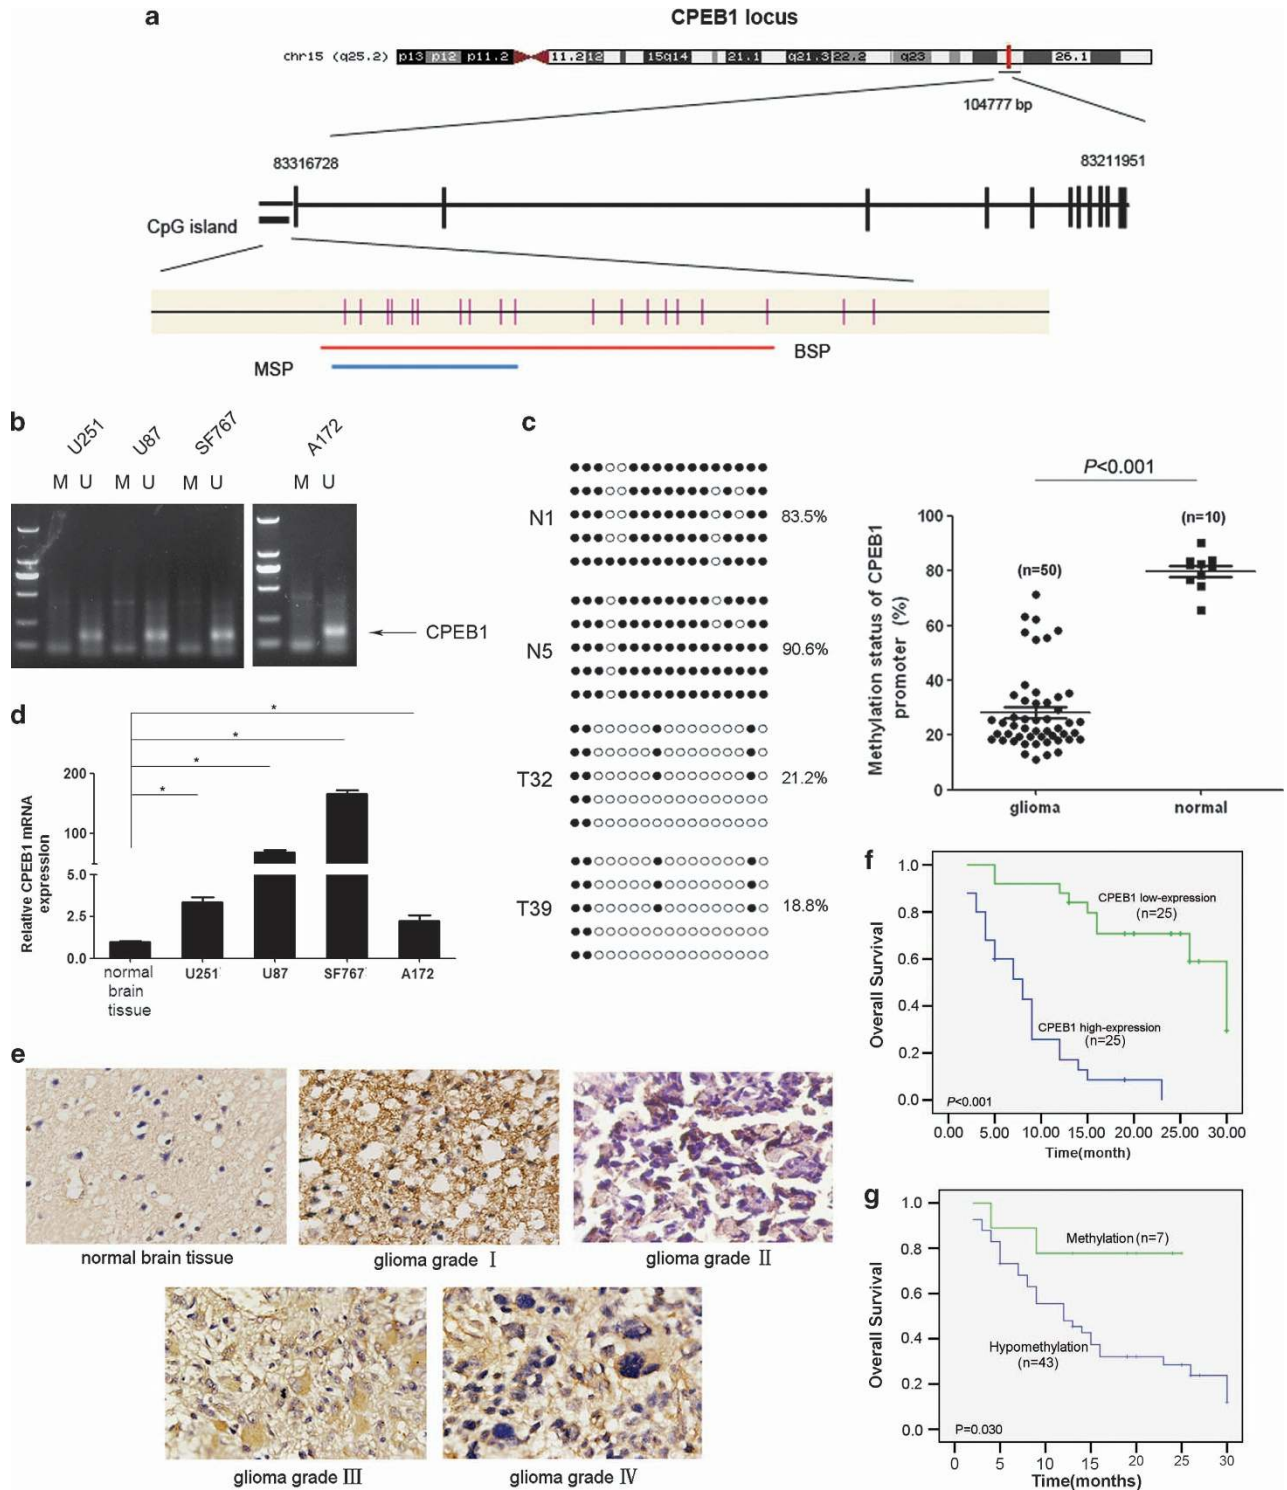 a
CPEB1 locus
chr15 (q25.2) p13 p12 p11.2 11.2 12 15q14 21.1 q21.3 22.2 q23 26.1
104777 bp
83316728
83211951
CpG island
BSP
MSP
b
U251
U87
SF767
A172
M U M U M U M U
CPEB1
c
N1
83.5%
N5
90.6%
T32
21.2%
T39
18.8%
P<0.001
Methylation status of CPEB1
promoter (%)
100
80
60
40
20
0
(n=50)
(n=10)
glioma
normal
d
Relative CPEB1 mRNA
expression
200
100
5.0
2.5
0.0
*
*
*
*
normal
brain
tissue
U251
U87
SF767
A172
e
normal brain tissue
glioma grade Ⅰ
glioma grade Ⅱ
glioma grade Ⅲ
glioma grade Ⅳ
f
Overall Survival
1.0
0.8
0.6
0.4
0.2
0.0
CPEB1 low-expression
(n=25)
CPEB1 high-expression
(n=25)
P<0.001
0.00 5.00 10.00 15.00 20.00 25.00 30.00
Time(month)
g
Overall Survival
1.0
0.8
0.6
0.4
0.2
0.0
Methylation (n=7)
Hypomethylation
(n=43)
P=0.030
0 5 10 15 20 25 30
Time(months)